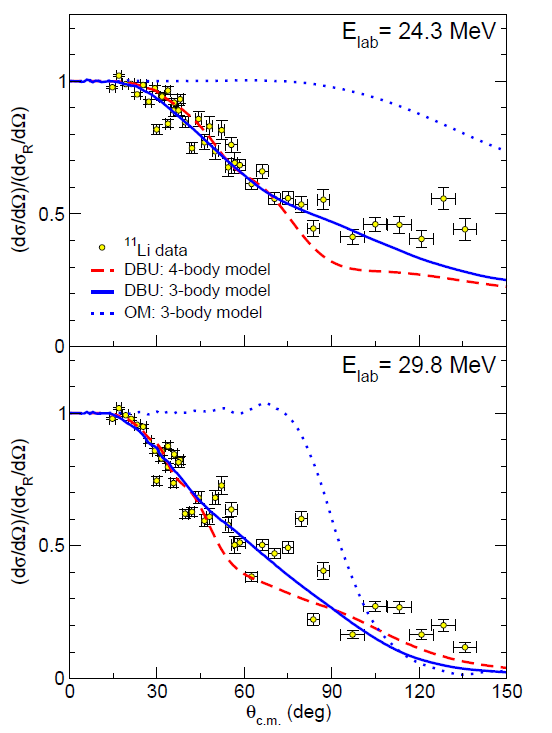 E_lab = 24.3 MeV
1
(dσ/dΩ)/(dσ_R/dΩ)
0.5
¹¹Li data
DBU: 4-body model
DBU: 3-body model
OM: 3-body model
0
E_lab = 29.8 MeV
1
(dσ/dΩ)/(dσ_R/dΩ)
0.5
0
0 30 60 90 120 150
θ_c.m. (deg)